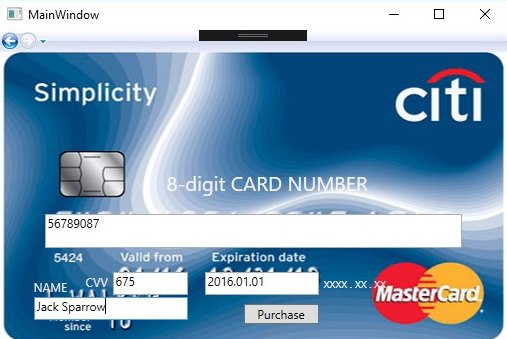 MainWindow
Simplicity
citi
8-digit CARD NUMBER
56789087
5424 Valid from Expiration date
NAME CVV 675 2016.01.01 xxxx . xx . xx
Jack Sparrow
MasterCard
Member
since
Purchase